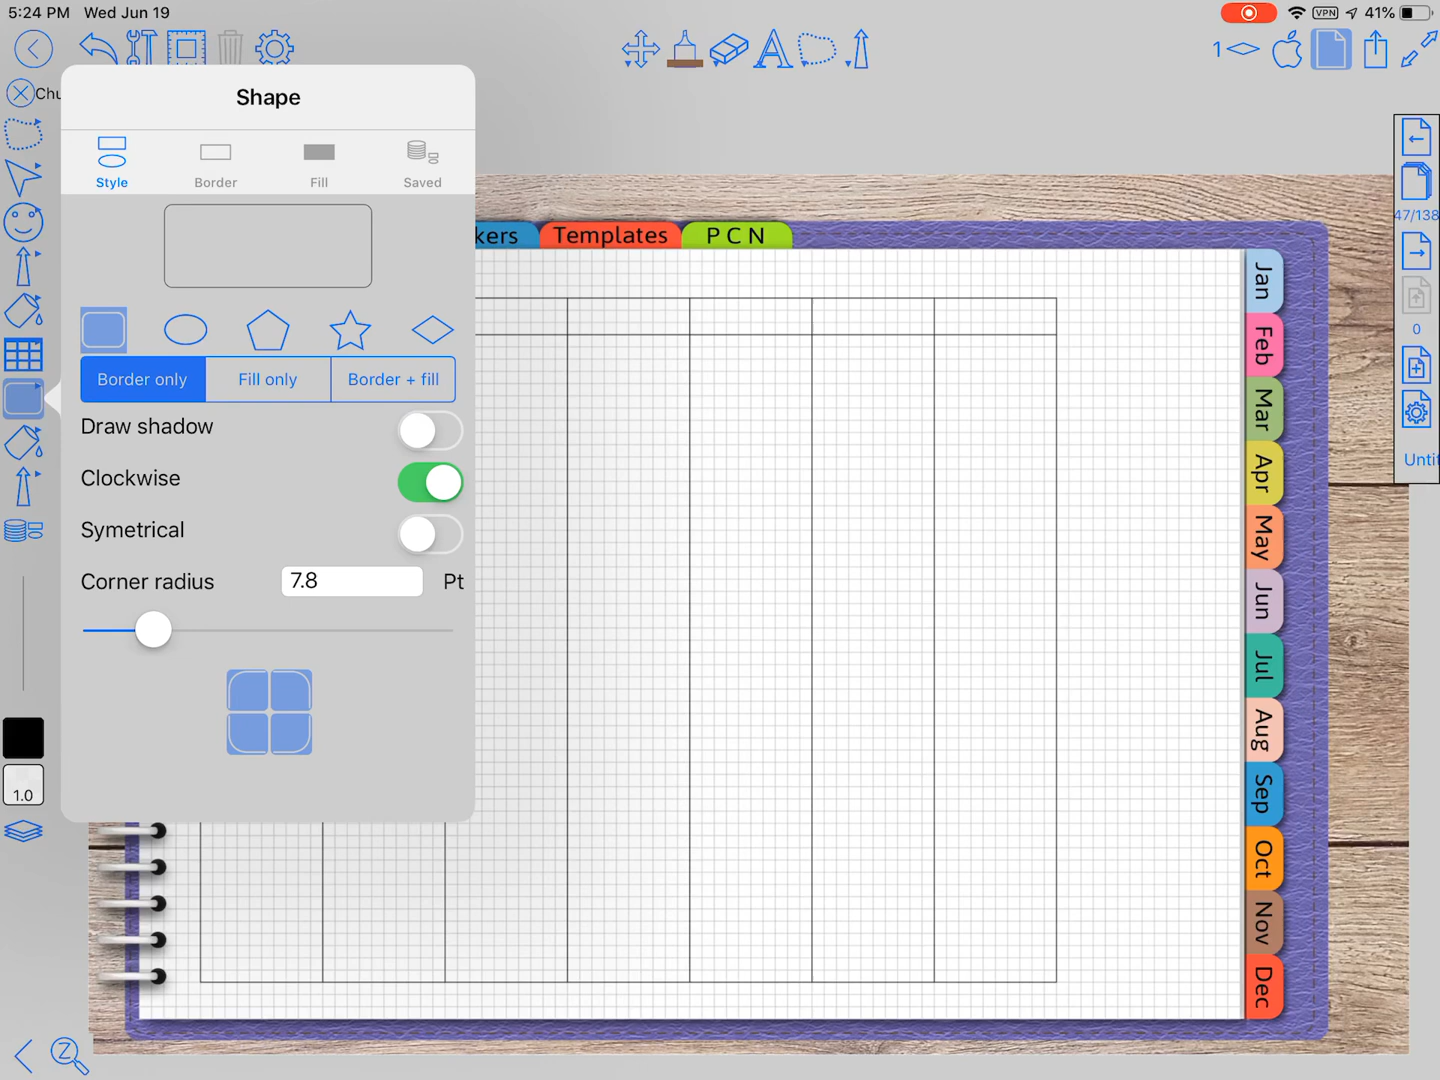 5:24 PM Wed Jun 19
VPN 41%
1
Shape
Style Border Fill Saved
Border only Fill only Border + fill
Draw shadow
Clockwise
Symetrical
Corner radius 7.8 Pt
1.0
Z
kers Templates P C N
Jan
Feb
Mar
Apr
May
Jun
Jul
Aug
Sep
Oct
Nov
Dec
47/138
0
Untit